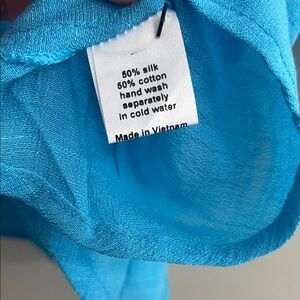 50% silk
50% cotton
hand wash
separately
in cold water
Made in Vietnam